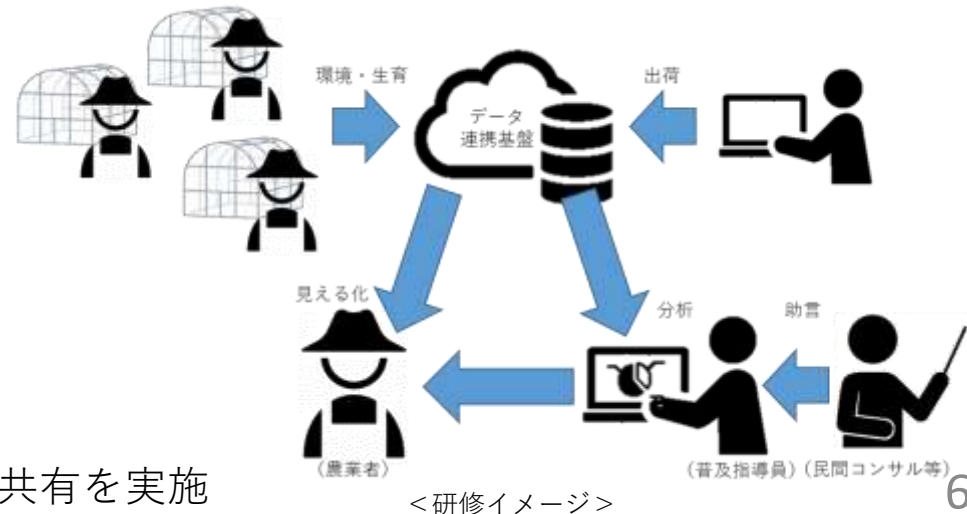 環境・生育
出荷
データ
連携基盤
見える化
分析
助言
(農業者)
(普及指導員)(民間コンサル等)
共有を実施
<研修イメージ>
6